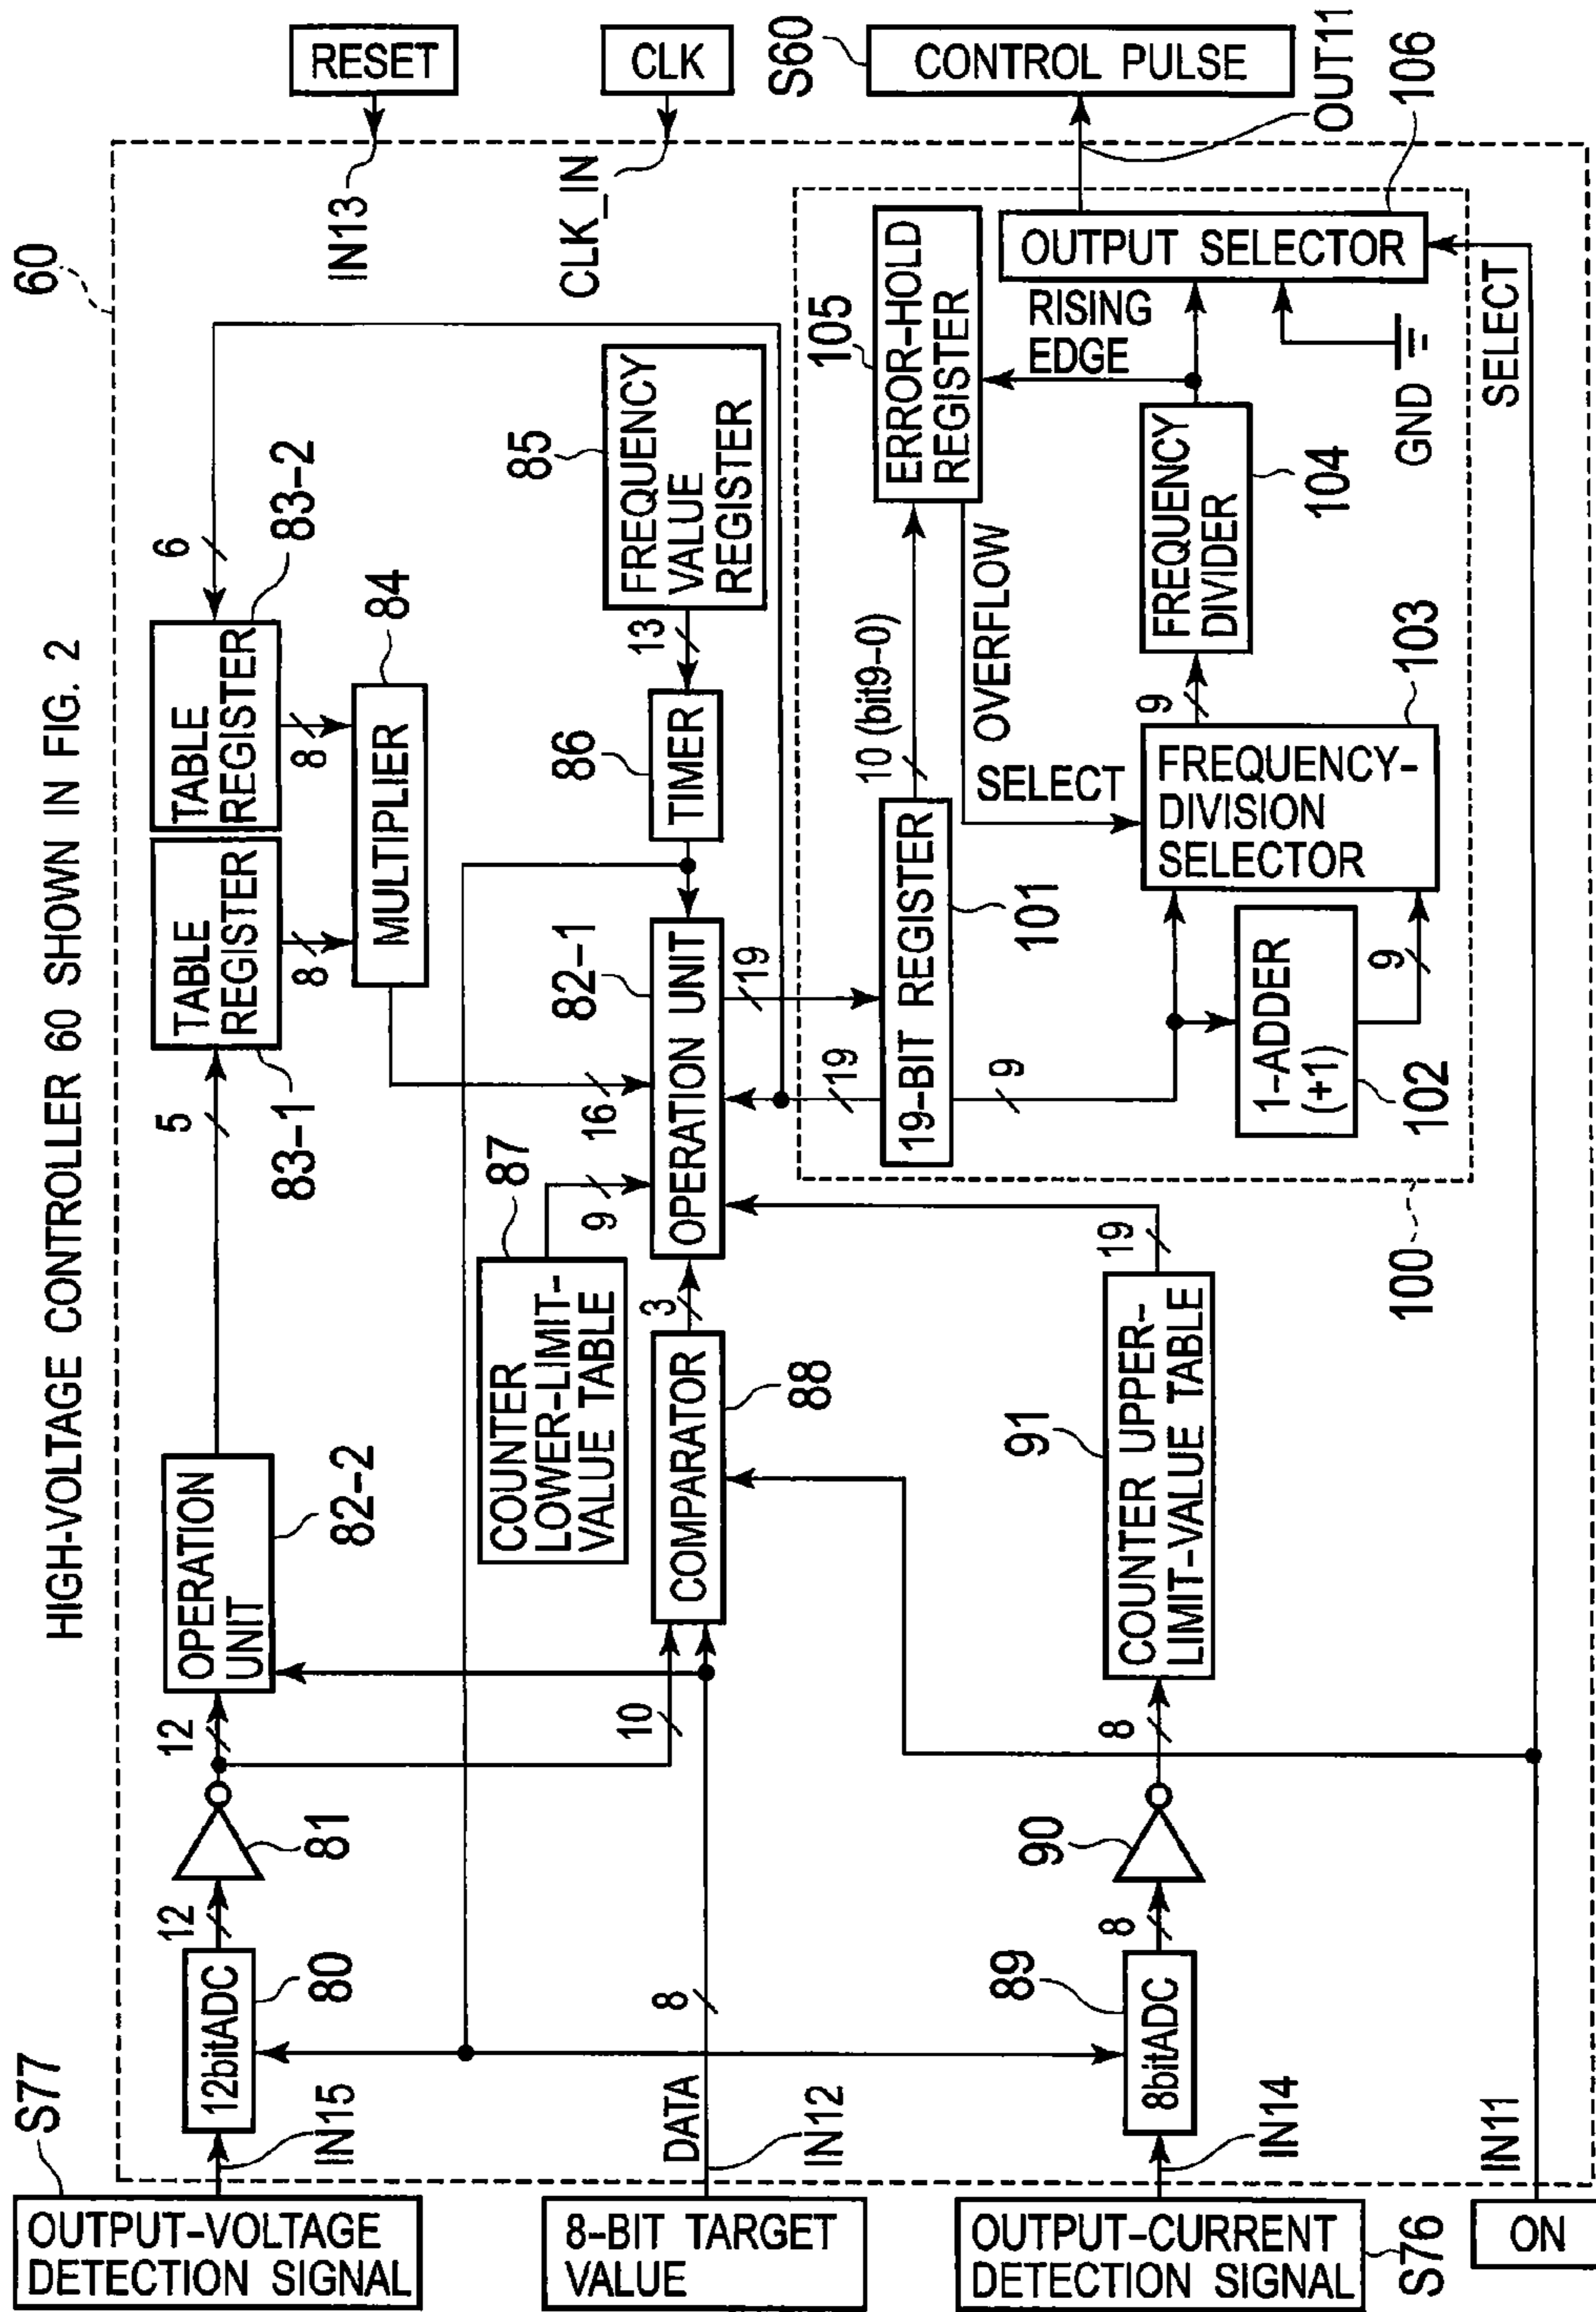 HIGH-VOLTAGE CONTROLLER 60 SHOWN IN FIG. 2
60
S77
OUTPUT-VOLTAGE
DETECTION SIGNAL
IN15
12bitADC
80
12
81
12
OPERATION
UNIT
82-2
5
TABLE
REGISTER
83-1
TABLE
REGISTER
83-2
6
8
8
MULTIPLIER
84
IN13
RESET
CLK_IN
CLK
FREQUENCY
VALUE
REGISTER
85
13
TIMER
86
16
COUNTER
LOWER-LIMIT-
VALUE TABLE
87
9
OPERATION UNIT
82-1
19
19
8-BIT TARGET
VALUE
DATA
IN12
8
10
COMPARATOR
88
3
OUTPUT-CURRENT
DETECTION SIGNAL
S76
IN14
8bitADC
89
8
90
8
COUNTER UPPER-
LIMIT-VALUE TABLE
91
19
100
19-BIT REGISTER
101
9
10 (bit9-0)
ERROR-HOLD
REGISTER
105
OVERFLOW
SELECT
1-ADDER
(+1)
102
9
FREQUENCY-
DIVISION
SELECTOR
103
9
FREQUENCY
DIVIDER
104
RISING
EDGE
GND
OUTPUT SELECTOR
106
OUT11
S60
CONTROL PULSE
ON
IN11
SELECT